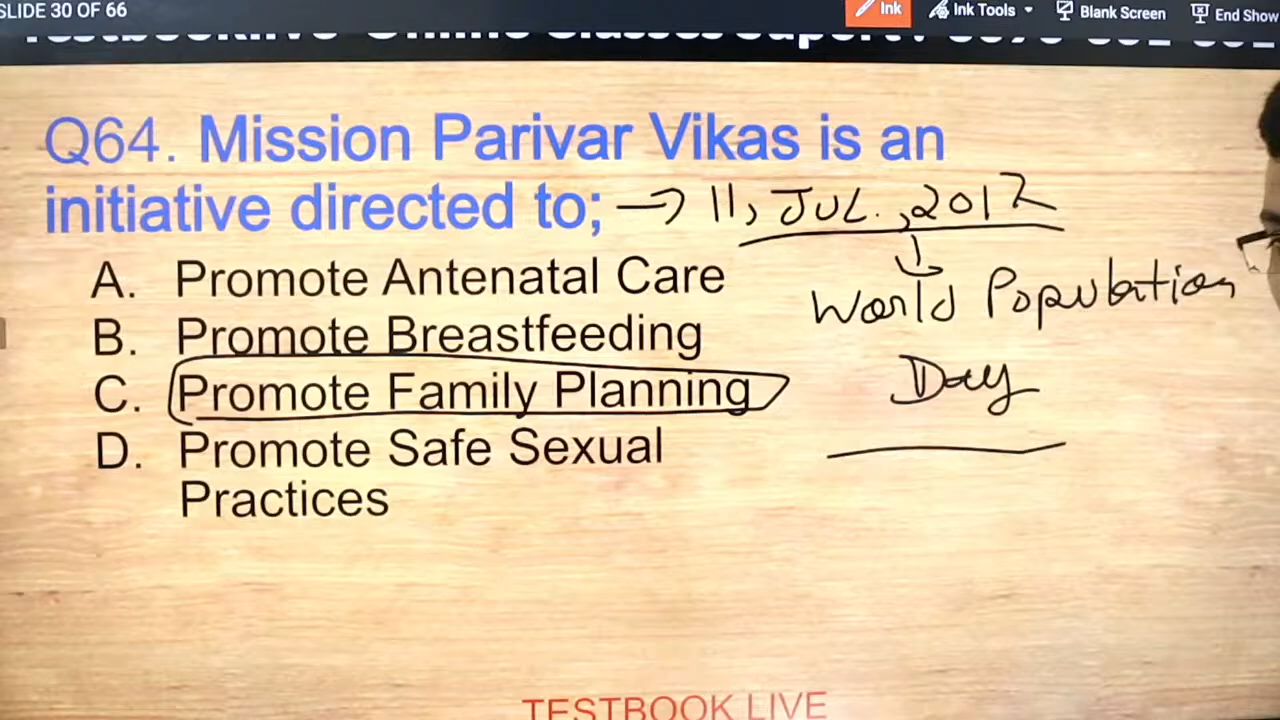 SLIDE 30 OF 66
Ink
Ink Tools
Blank Screen
End Show
Q64. Mission Parivar Vikas is an
initiative directed to; → 11, JUL., 2017
A. Promote Antenatal Care
World Population
B. Promote Breastfeeding
C. Promote Family Planning
Day
D. Promote Safe Sexual
Practices
TESTBOOK LIVE